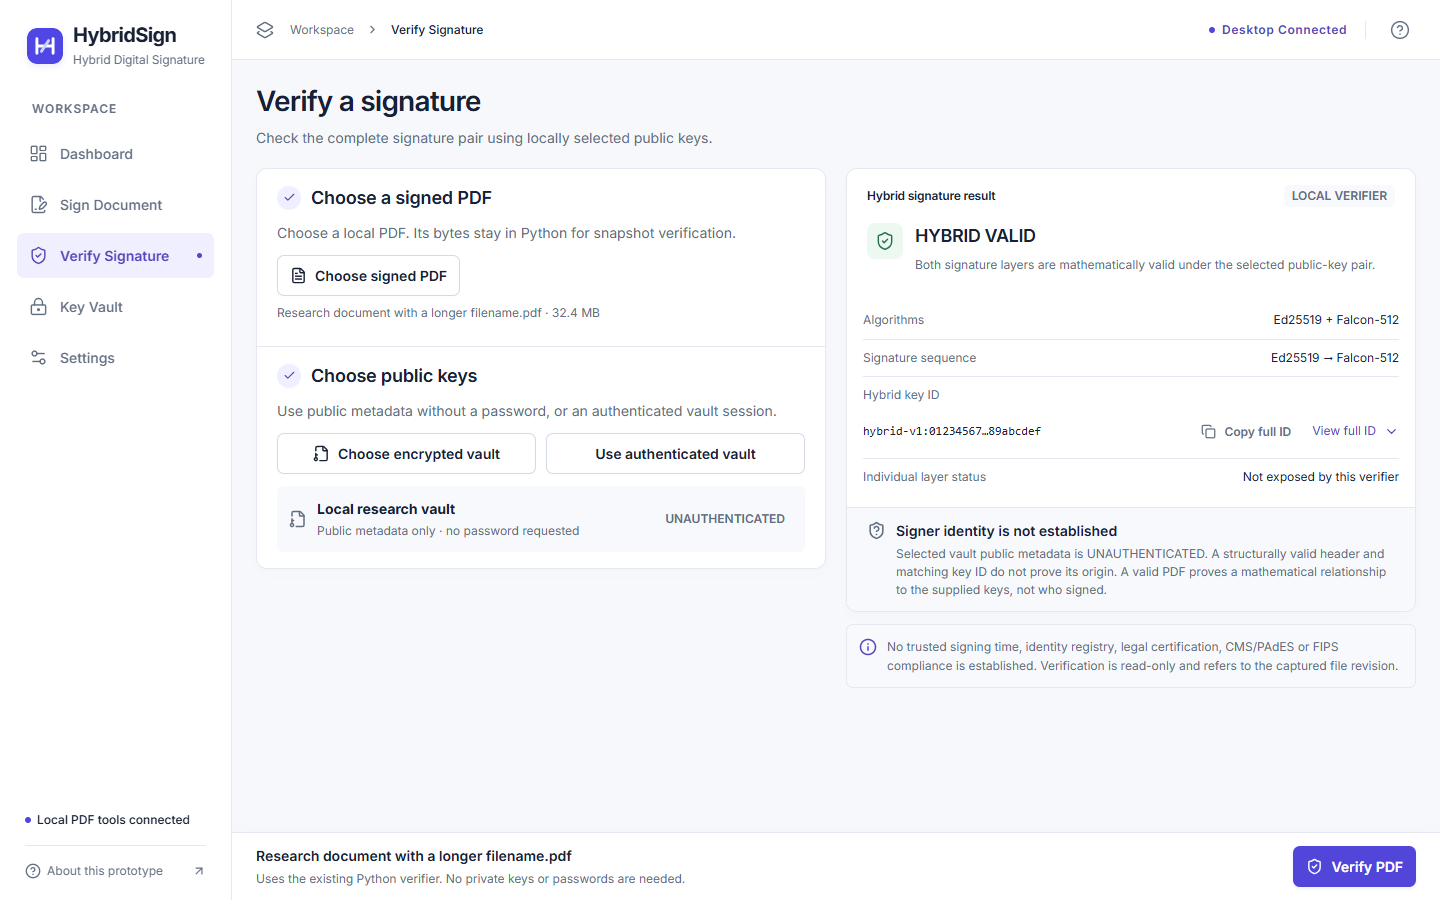 HybridSign
Hybrid Digital Signature
WORKSPACE
Dashboard
Sign Document
Verify Signature
Key Vault
Settings
Local PDF tools connected
About this prototype
Workspace > Verify Signature
Desktop Connected
Verify a signature
Check the complete signature pair using locally selected public keys.
Choose a signed PDF
Choose a local PDF. Its bytes stay in Python for snapshot verification.
Choose signed PDF
Research document with a longer filename.pdf · 32.4 MB
Choose public keys
Use public metadata without a password, or an authenticated vault session.
Choose encrypted vault
Use authenticated vault
Local research vault
Public metadata only · no password requested
UNAUTHENTICATED
Hybrid signature result
LOCAL VERIFIER
HYBRID VALID
Both signature layers are mathematically valid under the selected public-key pair.
Algorithms
Ed25519 + Falcon-512
Signature sequence
Ed25519 → Falcon-512
Hybrid key ID
hybrid-v1:01234567…89abcdef
Copy full ID
View full ID
Individual layer status
Not exposed by this verifier
Signer identity is not established
Selected vault public metadata is UNAUTHENTICATED. A structurally valid header and
matching key ID do not prove its origin. A valid PDF proves a mathematical relationship
to the supplied keys, not who signed.
No trusted signing time, identity registry, legal certification, CMS/PAdES or FIPS
compliance is established. Verification is read-only and refers to the captured file revision.
Research document with a longer filename.pdf
Uses the existing Python verifier. No private keys or passwords are needed.
Verify PDF